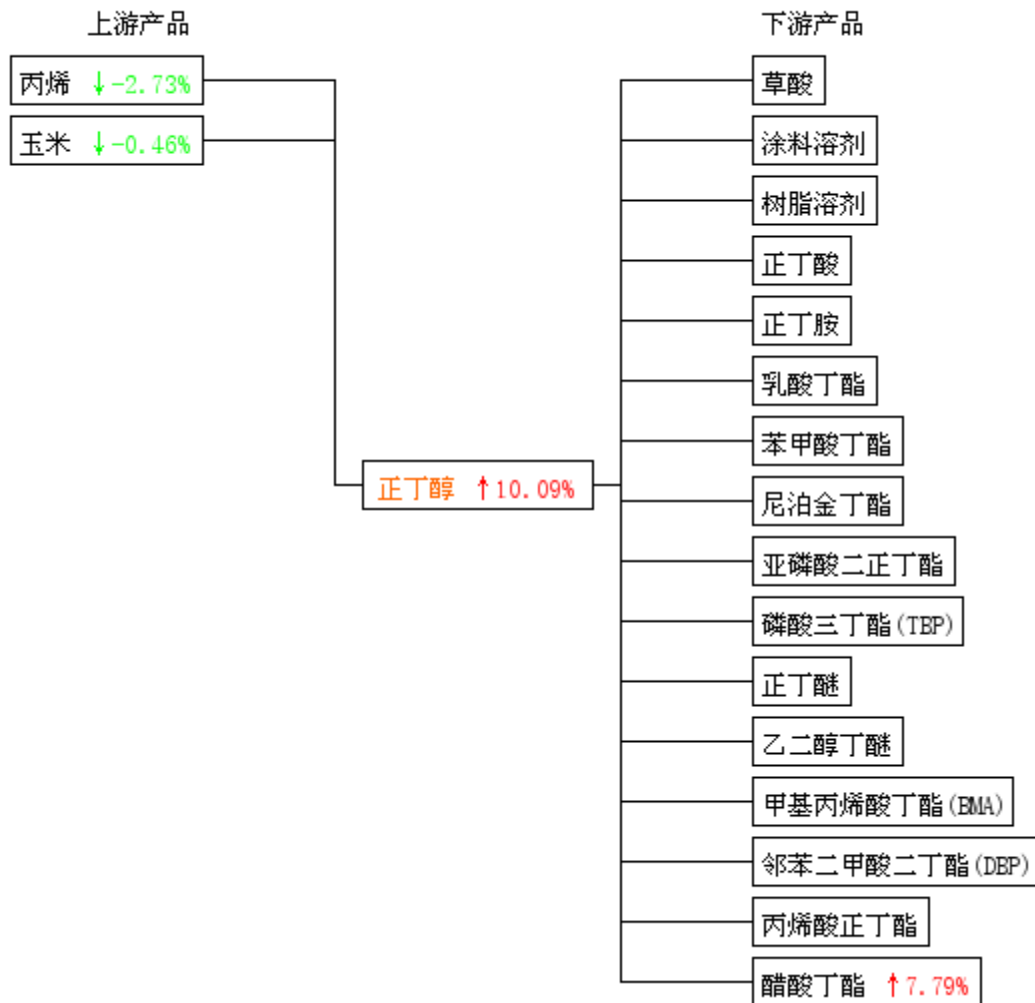 上游产品
丙烯 ↓-2.73%
玉米 ↓-0.46%
正丁醇 ↑10.09%
下游产品
草酸
涂料溶剂
树脂溶剂
正丁酸
正丁胺
乳酸丁酯
苯甲酸丁酯
尼泊金丁酯
亚磷酸二正丁酯
磷酸三丁酯(TBP)
正丁醚
乙二醇丁醚
甲基丙烯酸丁酯(BMA)
邻苯二甲酸二丁酯(DBP)
丙烯酸正丁酯
醋酸丁酯 ↑7.79%